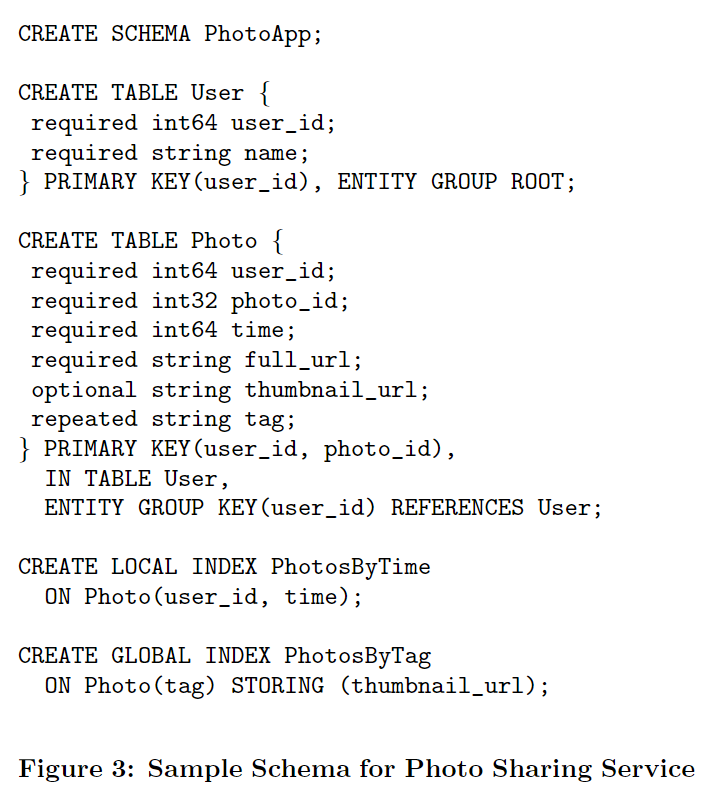 CREATE SCHEMA PhotoApp;
CREATE TABLE User {
required int64 user_id;
required string name;
} PRIMARY KEY(user_id), ENTITY GROUP ROOT;
CREATE TABLE Photo {
required int64 user_id;
required int32 photo_id;
required int64 time;
required string full_url;
optional string thumbnail_url;
repeated string tag;
} PRIMARY KEY(user_id, photo_id),
IN TABLE User,
ENTITY GROUP KEY(user_id) REFERENCES User;
CREATE LOCAL INDEX PhotosByTime
ON Photo(user_id, time);
CREATE GLOBAL INDEX PhotosByTag
ON Photo(tag) STORING (thumbnail_url);
Figure 3: Sample Schema for Photo Sharing Service